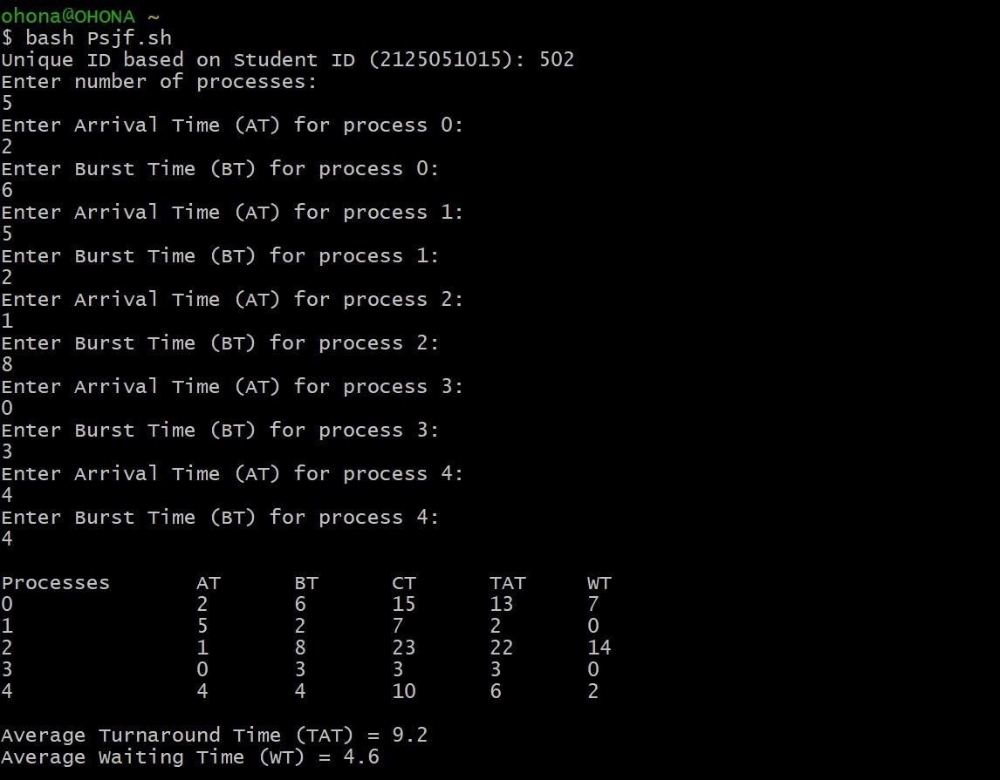 ohona@OHONA ~
$ bash Psjf.sh
Unique ID based on Student ID (2125051015): 502
Enter number of processes:
5
Enter Arrival Time (AT) for process 0:
2
Enter Burst Time (BT) for process 0:
6
Enter Arrival Time (AT) for process 1:
5
Enter Burst Time (BT) for process 1:
2
Enter Arrival Time (AT) for process 2:
1
Enter Burst Time (BT) for process 2:
8
Enter Arrival Time (AT) for process 3:
0
Enter Burst Time (BT) for process 3:
3
Enter Arrival Time (AT) for process 4:
4
Enter Burst Time (BT) for process 4:
4

Processes AT BT CT TAT WT
0 2 6 15 13 7
1 5 2 7 2 0
2 1 8 23 22 14
3 0 3 3 3 0
4 4 4 10 6 2

Average Turnaround Time (TAT) = 9.2
Average Waiting Time (WT) = 4.6